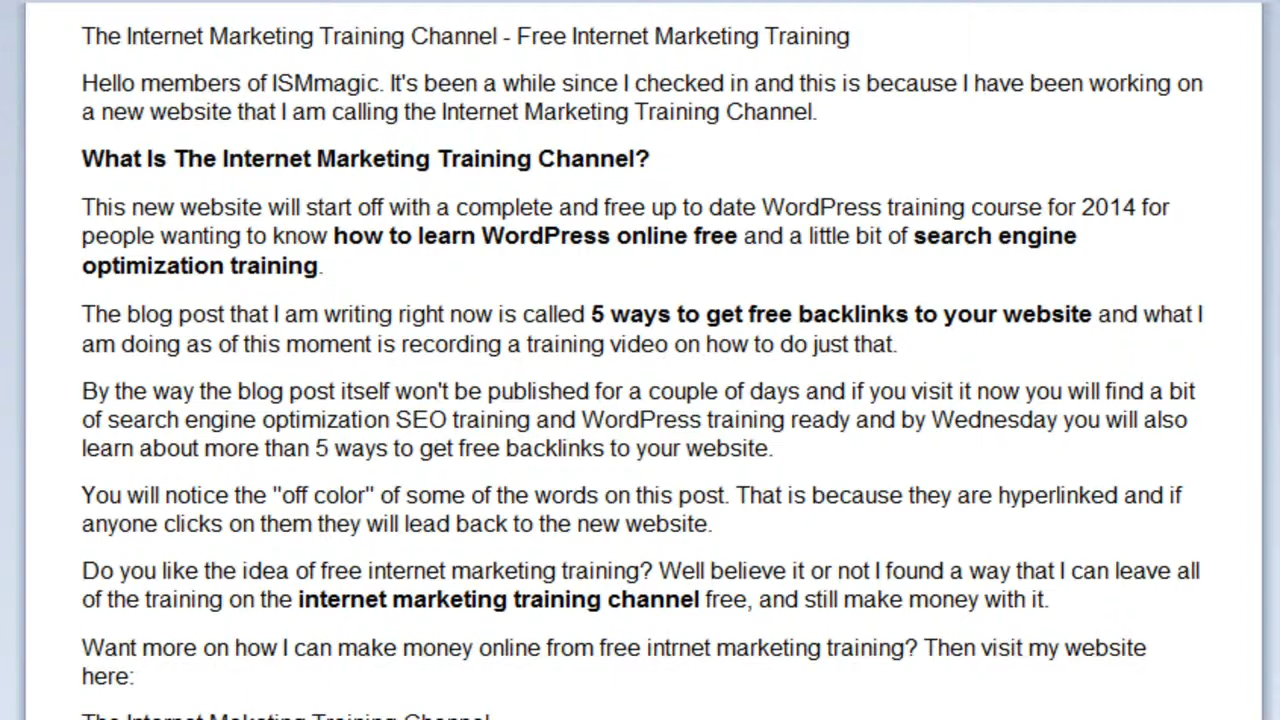 The Internet Marketing Training Channel - Free Internet Marketing Training
Hello members of ISMmagic. It's been a while since I checked in and this is because I have been working on
a new website that I am calling the Internet Marketing Training Channel.
What Is The Internet Marketing Training Channel?
This new website will start off with a complete and free up to date WordPress training course for 2014 for
people wanting to know how to learn WordPress online free and a little bit of search engine
optimization training.
The blog post that I am writing right now is called 5 ways to get free backlinks to your website and what I
am doing as of this moment is recording a training video on how to do just that.
By the way the blog post itself won't be published for a couple of days and if you visit it now you will find a bit
of search engine optimization SEO training and WordPress training ready and by Wednesday you will also
learn about more than 5 ways to get free backlinks to your website.
You will notice the "off color" of some of the words on this post. That is because they are hyperlinked and if
anyone clicks on them they will lead back to the new website.
Do you like the idea of free internet marketing training? Well believe it or not I found a way that I can leave all
of the training on the internet marketing training channel free, and still make money with it.
Want more on how I can make money online from free intrnet marketing training? Then visit my website
here:
The Internet Maketing Training Channel